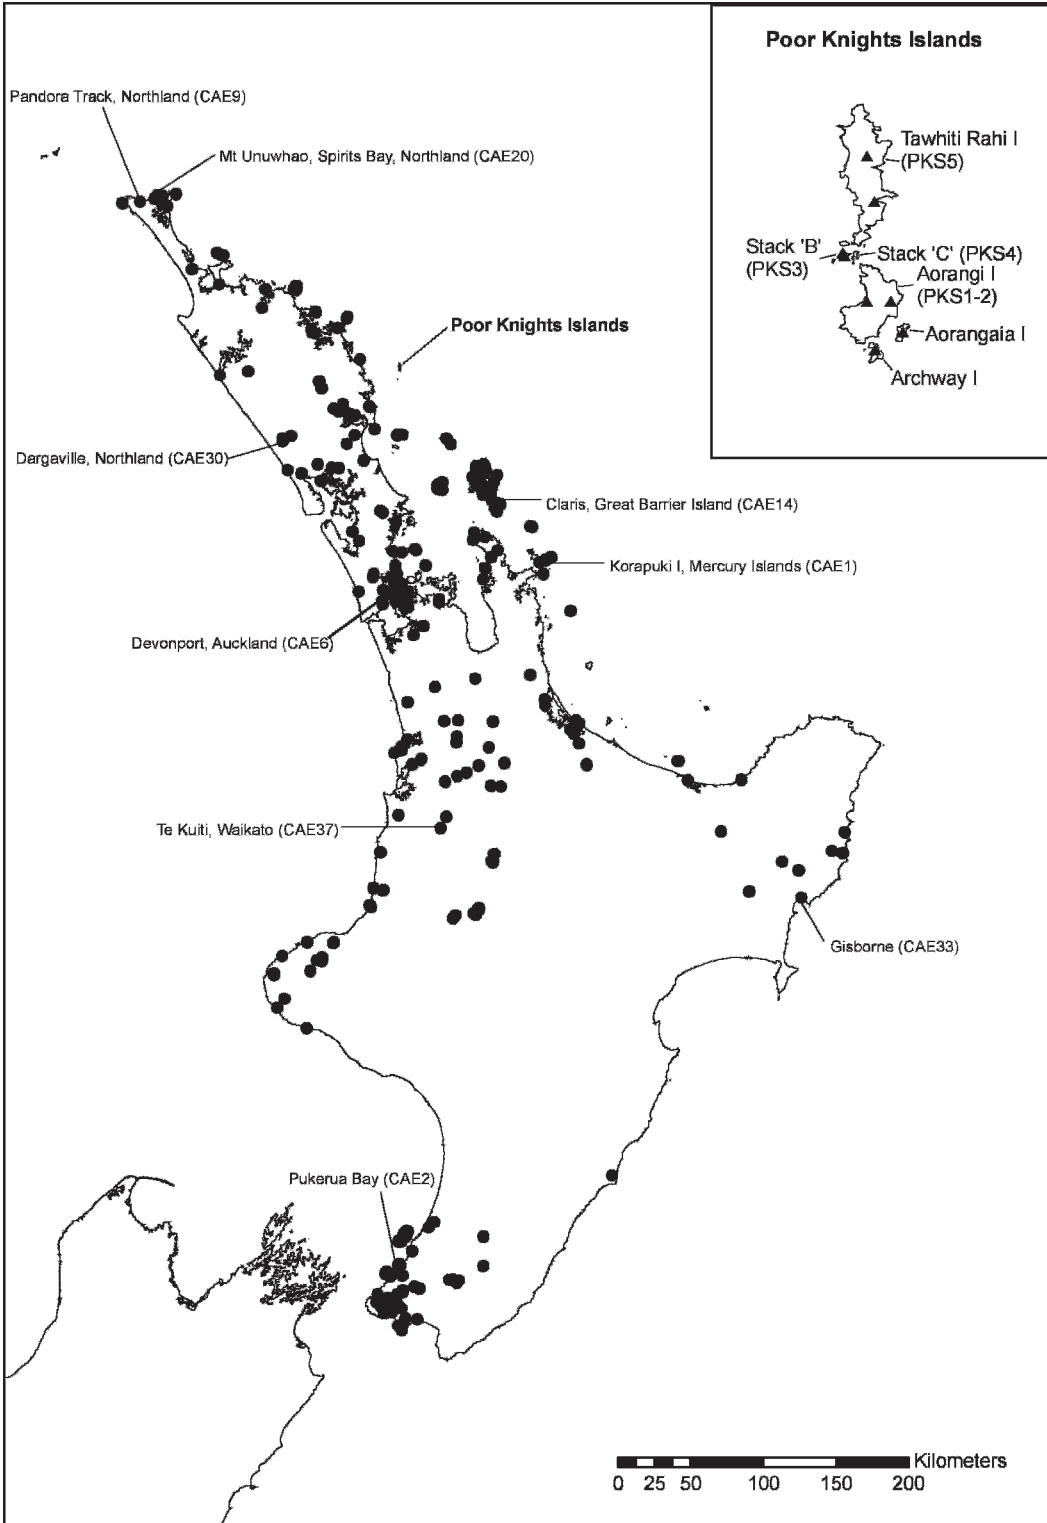 Poor Knights Islands
Pandora Track, Northland (CAE9)
Mt Unuwhao, Spirits Bay, Northland (CAE20)
Tawhiti Rahi I
(PKS5)
Stack 'B'
(PKS3)
Stack 'C' (PKS4)
Aorangi I
(PKS1-2)
Aorangaia I
Archway I
Poor Knights Islands
Dargaville, Northland (CAE30)
Claris, Great Barrier Island (CAE14)
Korapuki I, Mercury Islands (CAE1)
Devonport, Auckland (CAE6)
Te Kuiti, Waikato (CAE37)
Gisborne (CAE33)
Pukerua Bay (CAE2)
Kilometers
0 25 50 100 150 200